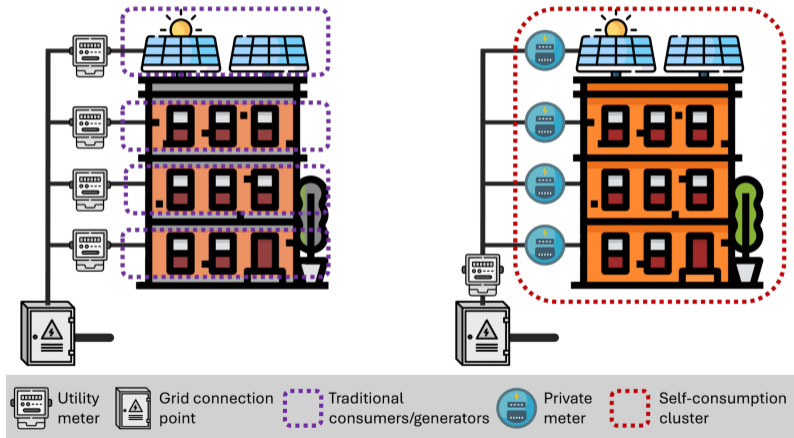 Utility
meter
Grid connection
point
Traditional
consumers/generators
Private
meter
Self-consumption
cluster